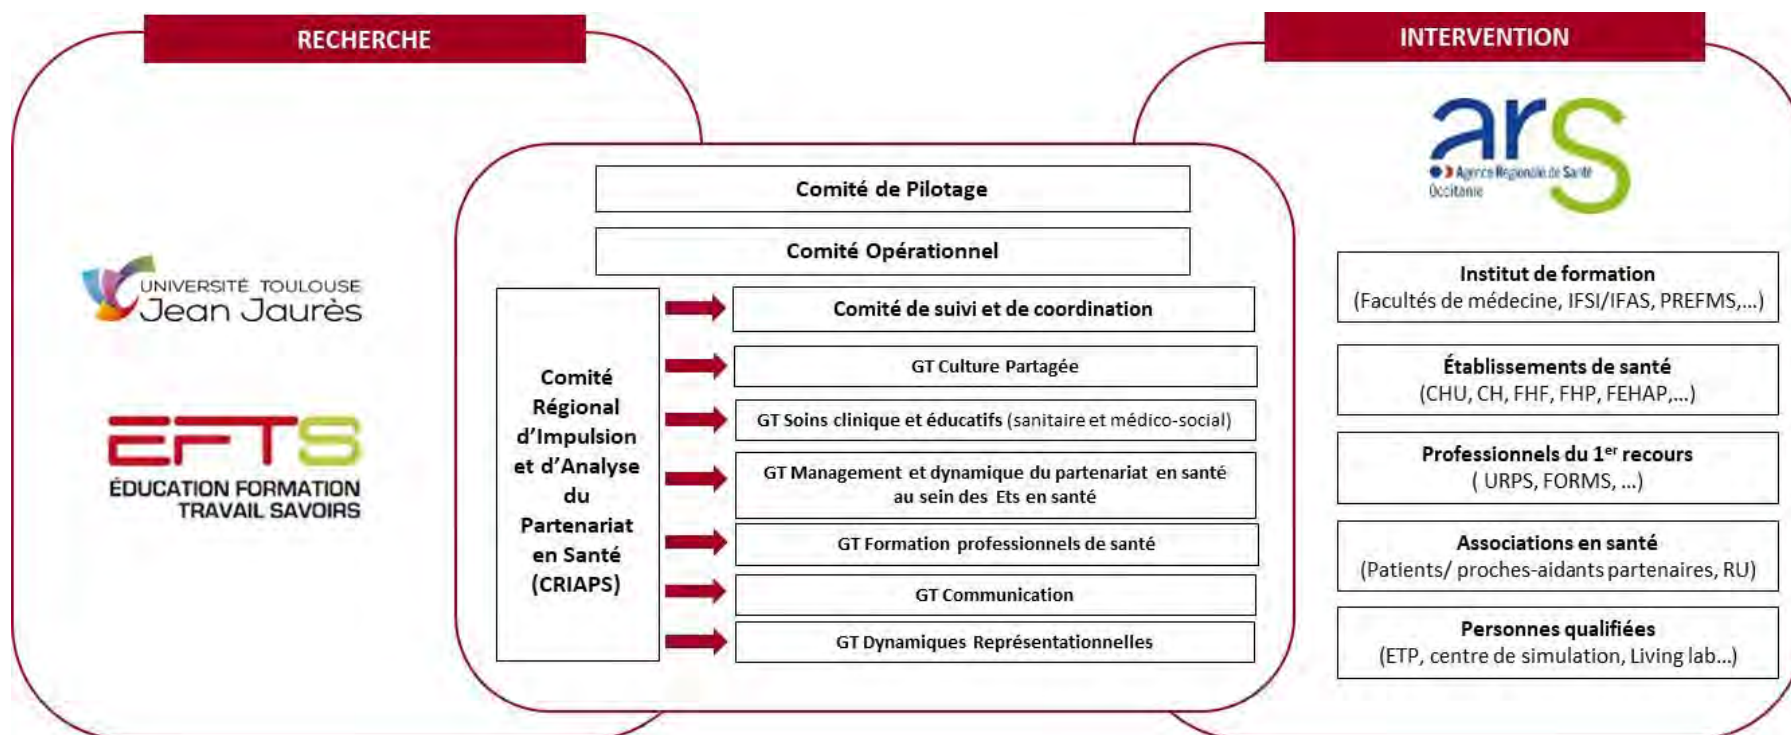 RECHERCHE
UNIVERSITÉ TOULOUSE
Jean Jaurès
EFTS
ÉDUCATION FORMATION
TRAVAIL SAVOIRS
Comité de Pilotage
Comité Opérationnel
Comité
Régional
d’Impulsion
et d’Analyse
du
Partenariat
en Santé
(CRIAPS)
Comité de suivi et de coordination
GT Culture Partagée
GT Soins clinique et éducatifs (sanitaire et médico-social)
GT Management et dynamique du partenariat en santé
au sein des Ets en santé
GT Formation professionnels de santé
GT Communication
GT Dynamiques Représentationnelles
INTERVENTION
ars
Agence Régionale de Santé
Occitanie
Institut de formation
(Facultés de médecine, IFSI/IFAS, PREFMS,...)
Établissements de santé
(CHU, CH, FHF, FHP, FEHAP,...)
Professionnels du 1er recours
( URPS, FORMS, ...)
Associations en santé
(Patients/ proches-aidants partenaires, RU)
Personnes qualifiées
(ETP, centre de simulation, Living lab...)